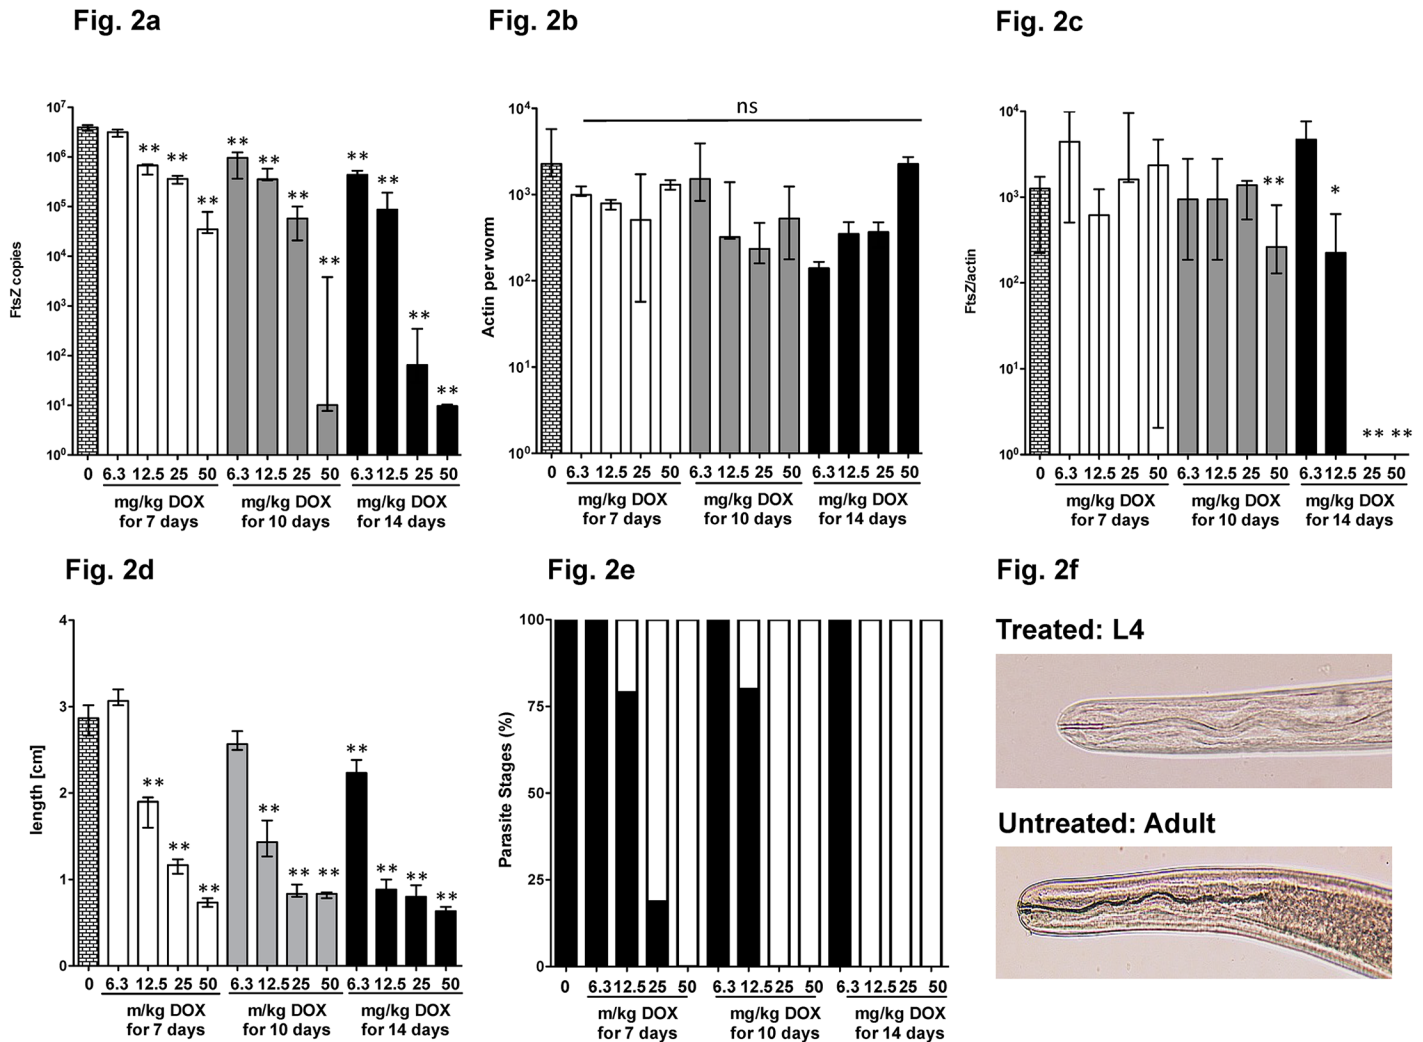 Fig. 2a
Fig. 2b
Fig. 2c
FtsZ copies
10⁷
10⁶
10⁵
10⁴
10³
10²
10¹
10⁰
** ** ** ** ** ** ** ** ** ** **
0 6.3 12.5 25 50 6.3 12.5 25 50 6.3 12.5 25 50
mg/kg DOX for 7 days
mg/kg DOX for 10 days
mg/kg DOX for 14 days
Actin per worm
10⁴
10³
10²
10¹
10⁰
ns
0 6.3 12.5 25 50 6.3 12.5 25 50 6.3 12.5 25 50
mg/kg DOX for 7 days
mg/kg DOX for 10 days
mg/kg DOX for 14 days
FtsZ/actin
10⁴
10³
10²
10¹
10⁰
** * ** **
0 6.3 12.5 25 50 6.3 12.5 25 50 6.3 12.5 25 50
mg/kg DOX for 7 days
mg/kg DOX for 10 days
mg/kg DOX for 14 days
Fig. 2d
Fig. 2e
Fig. 2f
length [cm]
4
3
2
1
0
** ** ** ** ** ** ** ** ** **
0 6.3 12.5 25 50 6.3 12.5 25 50 6.3 12.5 25 50
m/kg DOX for 7 days
m/kg DOX for 10 days
mg/kg DOX for 14 days
Parasite Stages (%)
100
75
50
25
0
0 6.3 12.5 25 50 6.3 12.5 25 50 6.3 12.5 25 50
m/kg DOX for 7 days
mg/kg DOX for 10 days
mg/kg DOX for 14 days
Treated: L4
Untreated: Adult